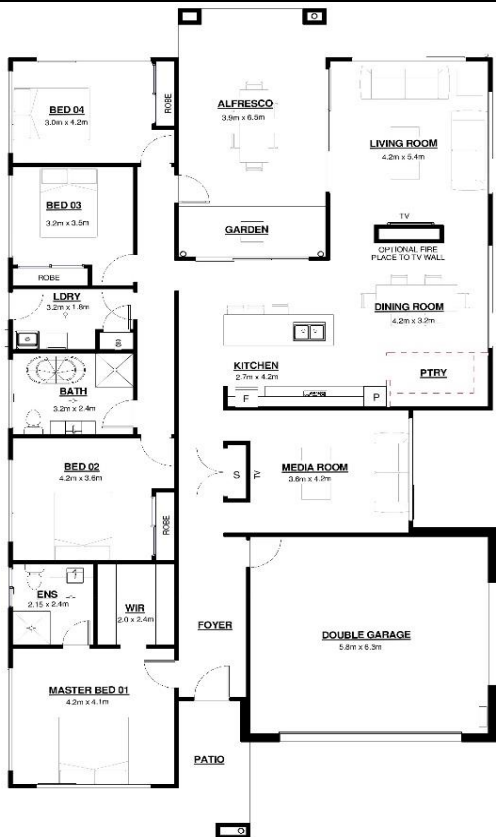 BED 04
3.0m x 4.2m
ROBE
ALFRESCO
3.9m x 6.5m
LIVING ROOM
4.2m x 5.4m
BED 03
3.2m x 3.5m
ROBE
GARDEN
TV
OPTIONAL FIRE
PLACE TO TV WALL
LDRY
3.2m x 1.8m
DINING ROOM
4.2m x 3.2m
BATH
3.2m x 2.4m
KITCHEN
2.7m x 4.2m
PTRY
F
P
BED 02
4.2m x 3.6m
ROBE
S
TV
MEDIA ROOM
3.6m x 4.2m
ENS
2.15 x 2.4m
WIR
2.0 x 2.4m
FOYER
DOUBLE GARAGE
5.8m x 6.3m
MASTER BED 01
4.2m x 4.1m
PATIO